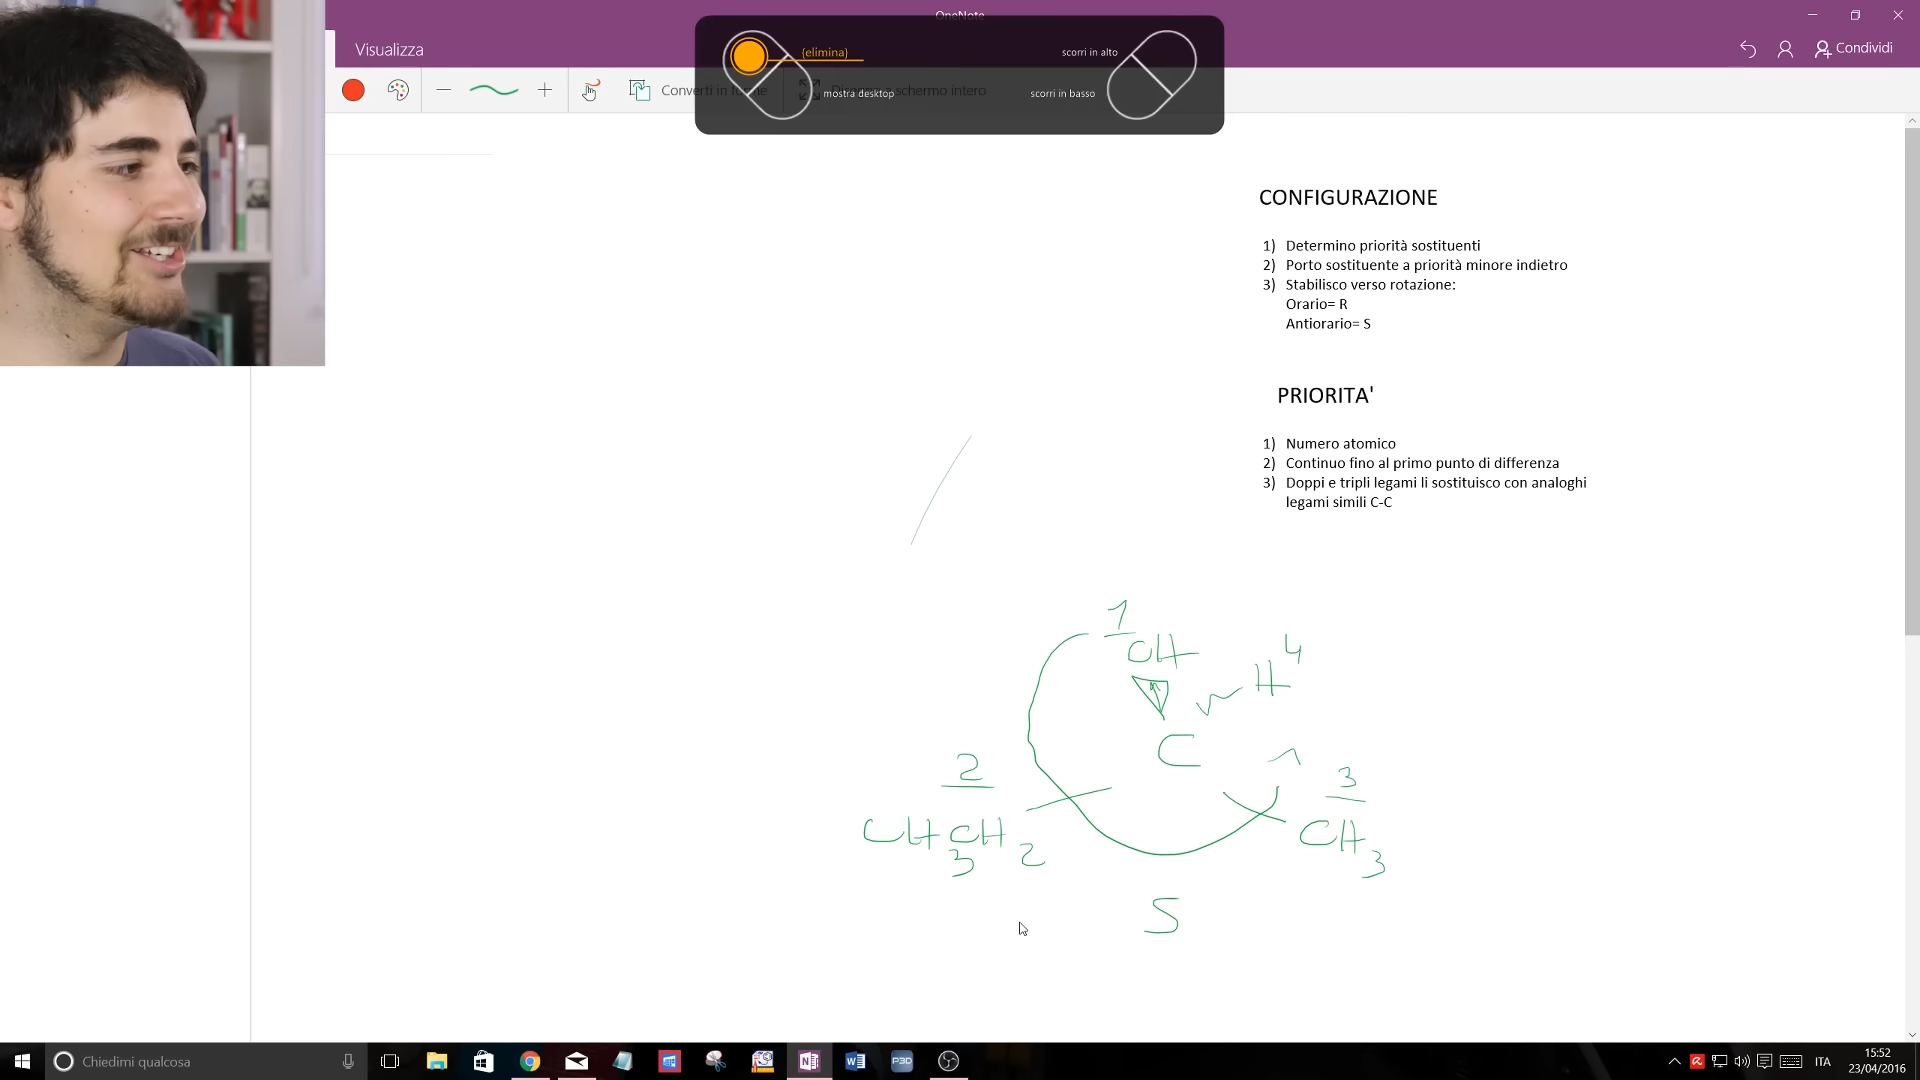 OneNote
Visualizza
Condividi
{elimina}
scorri in alto
Converti in forme
mostra desktop
a schermo intero
scorri in basso
CONFIGURAZIONE
1) Determino priorità sostituenti
2) Porto sostituente a priorità minore indietro
3) Stabilisco verso rotazione:
Orario= R
Antiorario= S
PRIORITA'
1) Numero atomico
2) Continuo fino al primo punto di differenza
3) Doppi e tripli legami li sostituisco con analoghi
legami simili C-C
1
OH
H 4
C
2
3
CH3CH2
CH3
S
Chiedimi qualcosa
N
W
P3D
ITA
15:52
23/04/2016